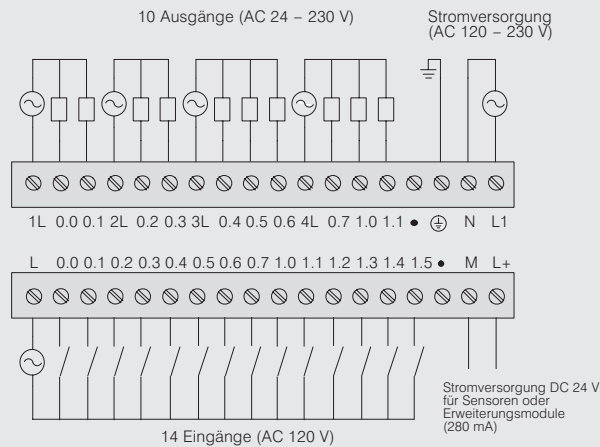 10 Ausgänge (AC 24 – 230 V)
Stromversorgung
(AC 120 – 230 V)
1L 0.0 0.1 2L 0.2 0.3 3L 0.4 0.5 0.6 4L 0.7 1.0 1.1 • ⏚ N L1
L 0.0 0.1 0.2 0.3 0.4 0.5 0.6 0.7 1.0 1.1 1.2 1.3 1.4 1.5 • M L+
Stromversorgung DC 24 V
für Sensoren oder
Erweiterungsmodule
(280 mA)
14 Eingänge (AC 120 V)